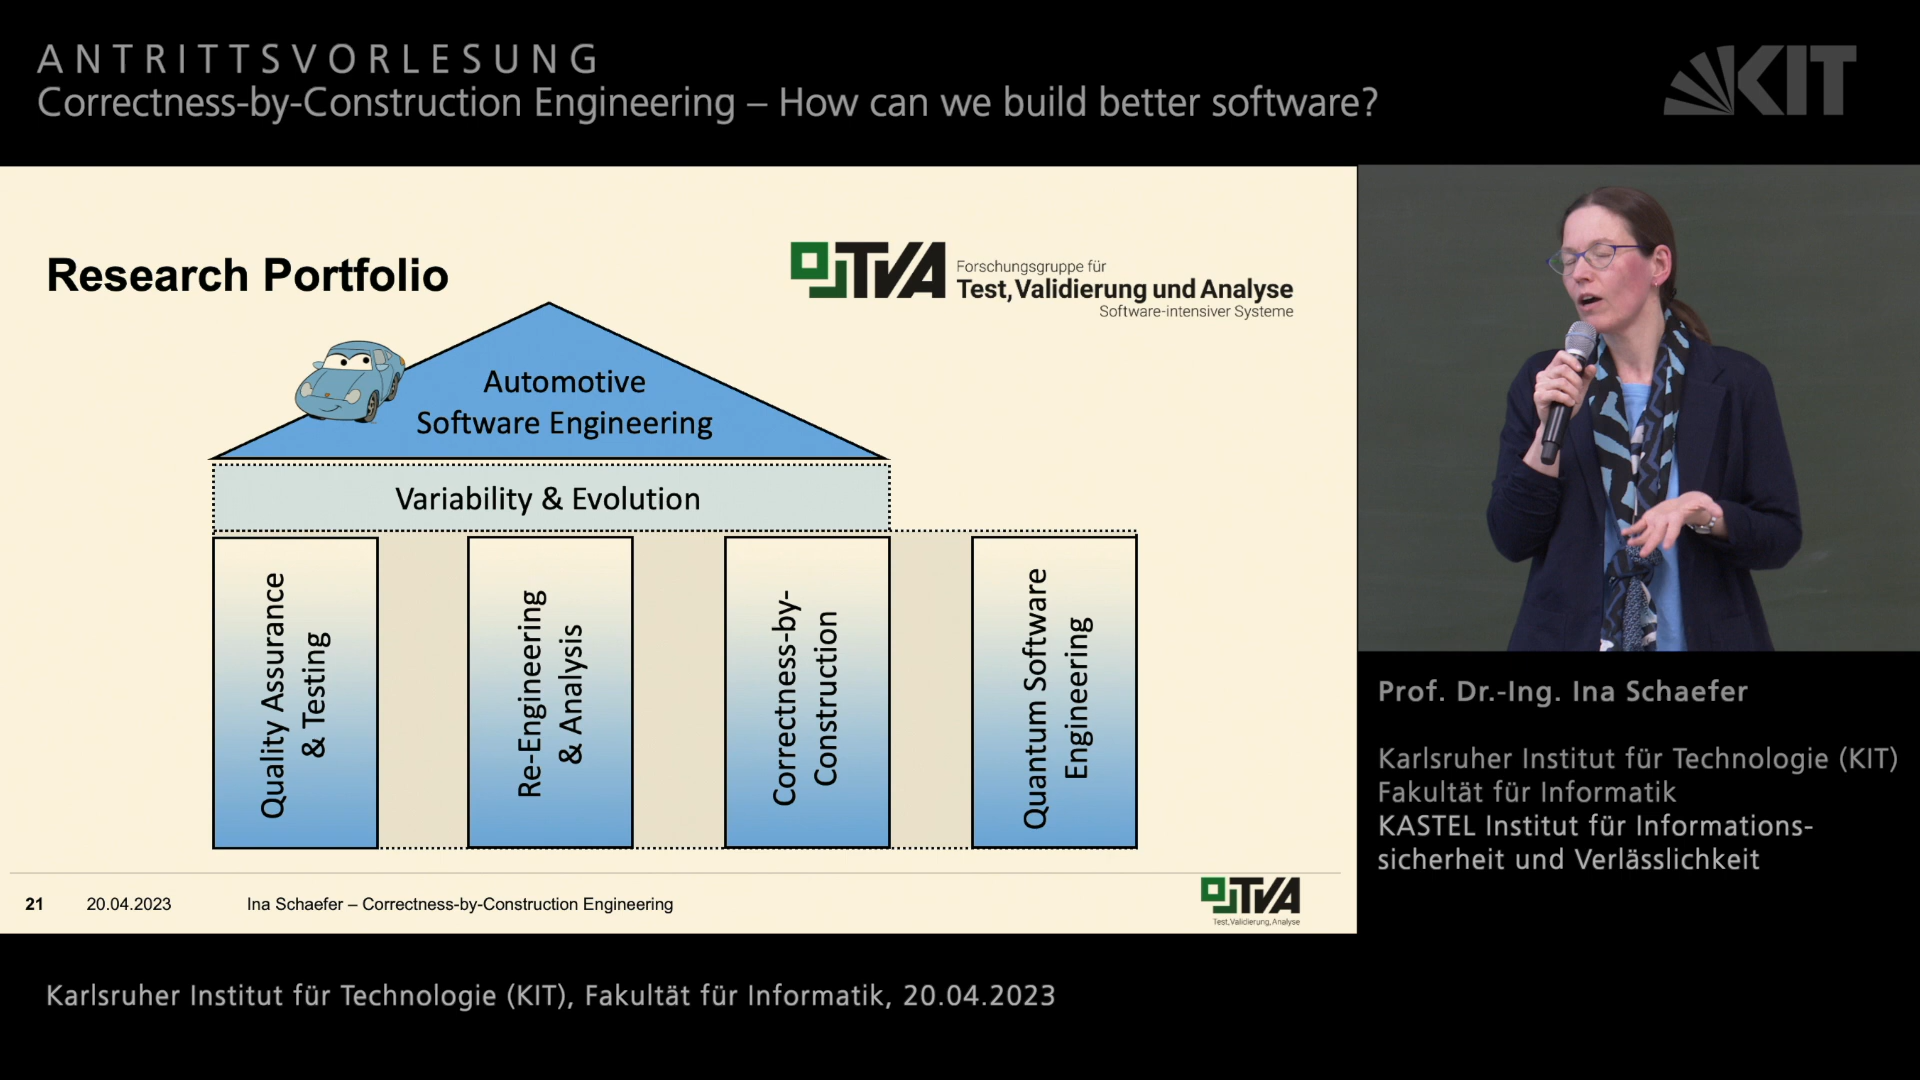 ANTRITTSVORLESUNG
Correctness-by-Construction Engineering – How can we build better software?
KIT
Research Portfolio
TVA
Forschungsgruppe für
Test, Validierung und Analyse
Software-intensiver Systeme
Automotive
Software Engineering
Variability & Evolution
Quality Assurance
& Testing
Re-Engineering
& Analysis
Correctness-by-
Construction
Quantum Software
Engineering
21 20.04.2023 Ina Schaefer – Correctness-by-Construction Engineering
TVA
Test, Validierung, Analyse
Prof. Dr.-Ing. Ina Schaefer
Karlsruher Institut für Technologie (KIT)
Fakultät für Informatik
KASTEL Institut für Informations-
sicherheit und Verlässlichkeit
Karlsruher Institut für Technologie (KIT), Fakultät für Informatik, 20.04.2023